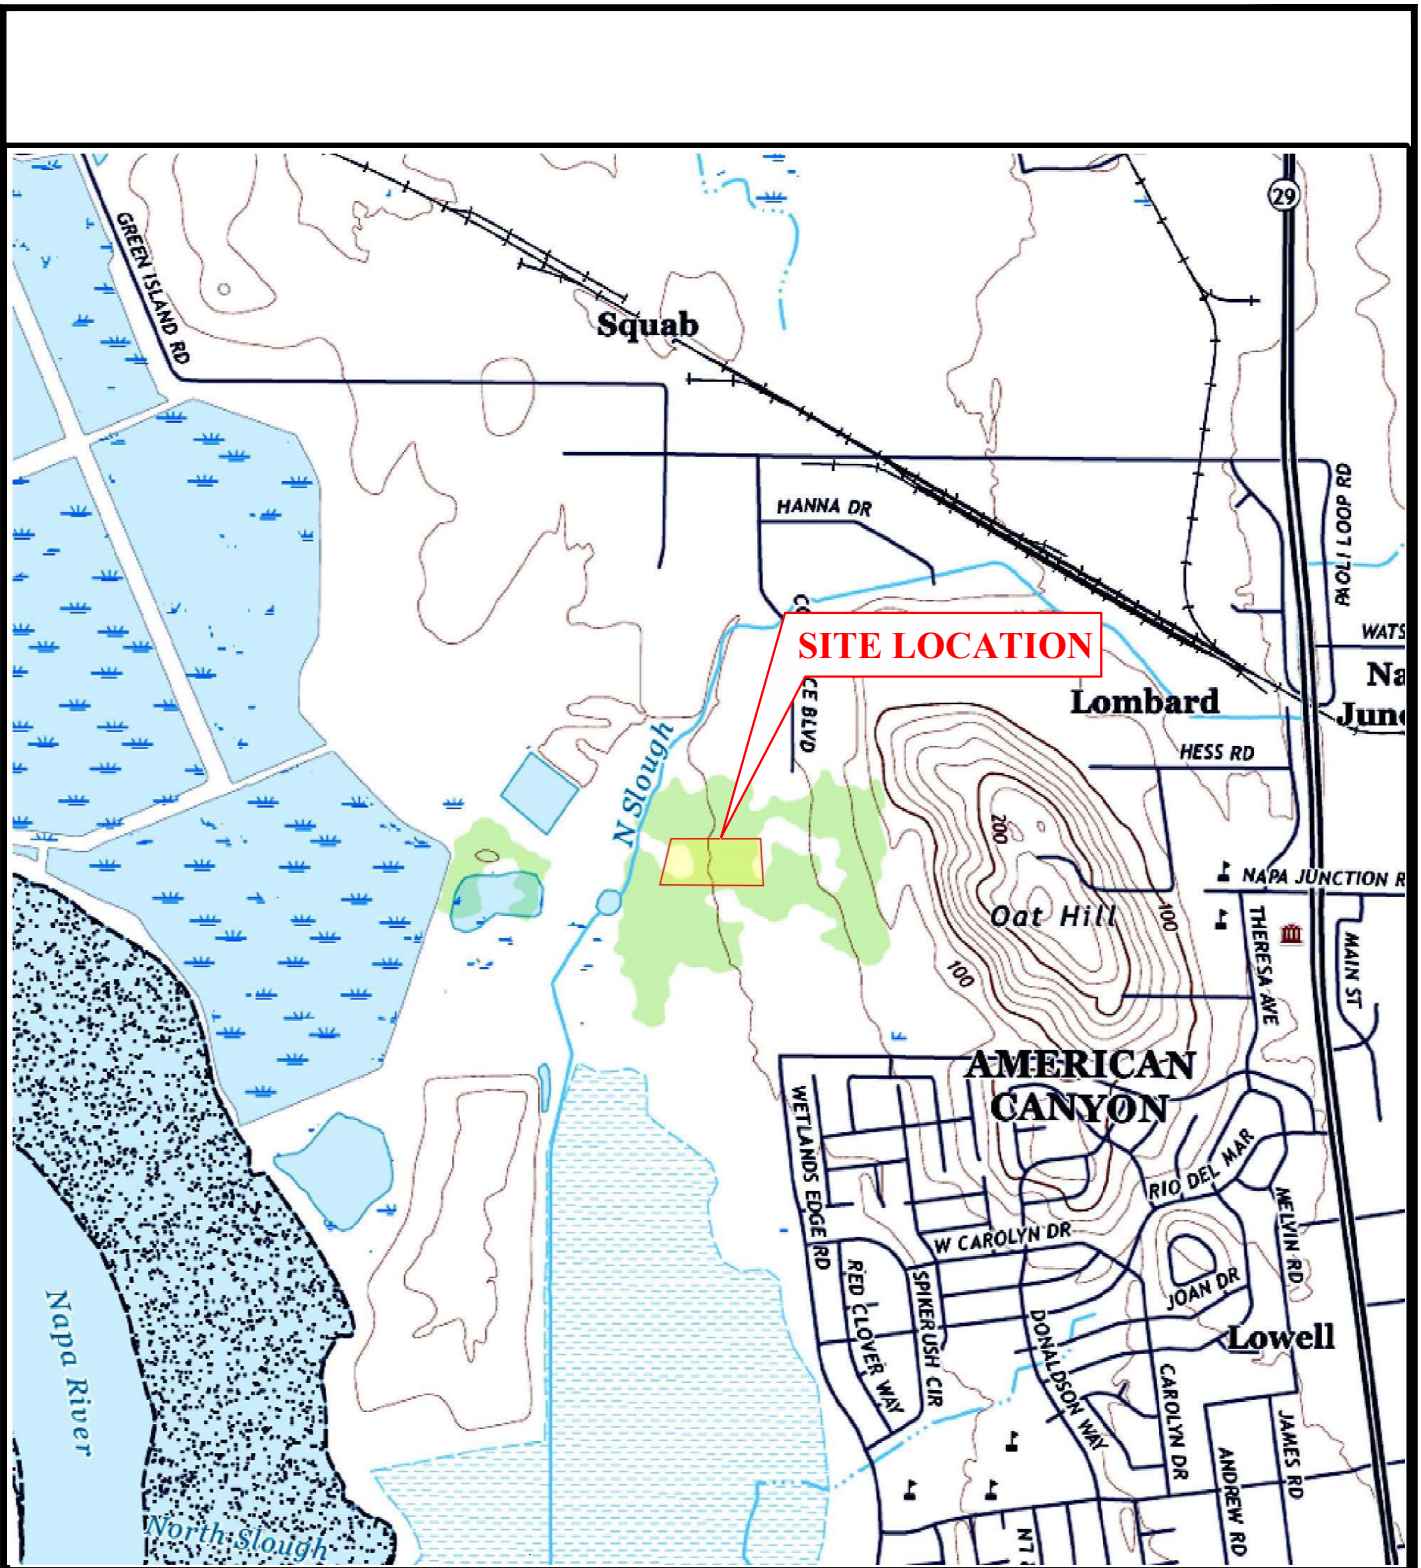 29
GREEN ISLAND RD
Squab
HANNA DR
PAOLI LOOP RD
SITE LOCATION
CE BLVD
Lombard
HESS RD
N Slough
200
NAPA JUNCTION R
Oat Hill
100
100
THERESA AVE
MAIN ST
AMERICAN
CANYON
WETLANDS EDGE RD
RIO DEL MAR
MELVIN RD
W CAROLYN DR
RED CLOVER WAY
SPIKERUSH CIR
JOAN DR
DONALDSON WAY
Lowell
CAROLYN DR
JAMES RD
ANDREW RD
Napa River
North Slough